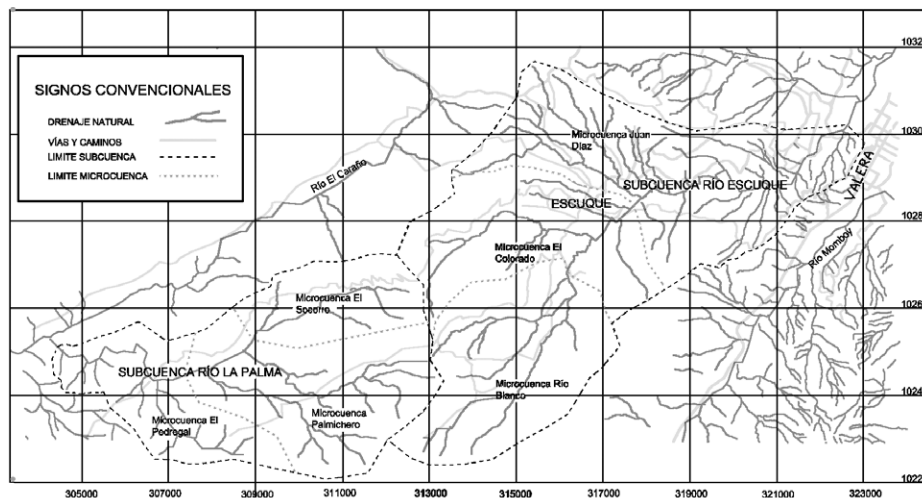 SIGNOS CONVENCIONALES
DRENAJE NATURAL
VÍAS Y CAMINOS
LIMITE SUBCUENCA
LIMITE MICROCUENCA
Río El Caraño
Microcuenca Juan
Díaz
SUBCUENCA RÍO ESCUQUE
ESCUQUE
VALERA
Río Momboy
Microcuenca El
Colorado
Microcuenca El
Socorro
SUBCUENCA RÍO LA PALMA
Microcuenca Río
Blanco
Microcuenca
Palmichero
Microcuenca El
Pedregal
1032
1030
1028
1026
1024
1022
305000
307000
309000
311000
313000
315000
317000
319000
322000
323000